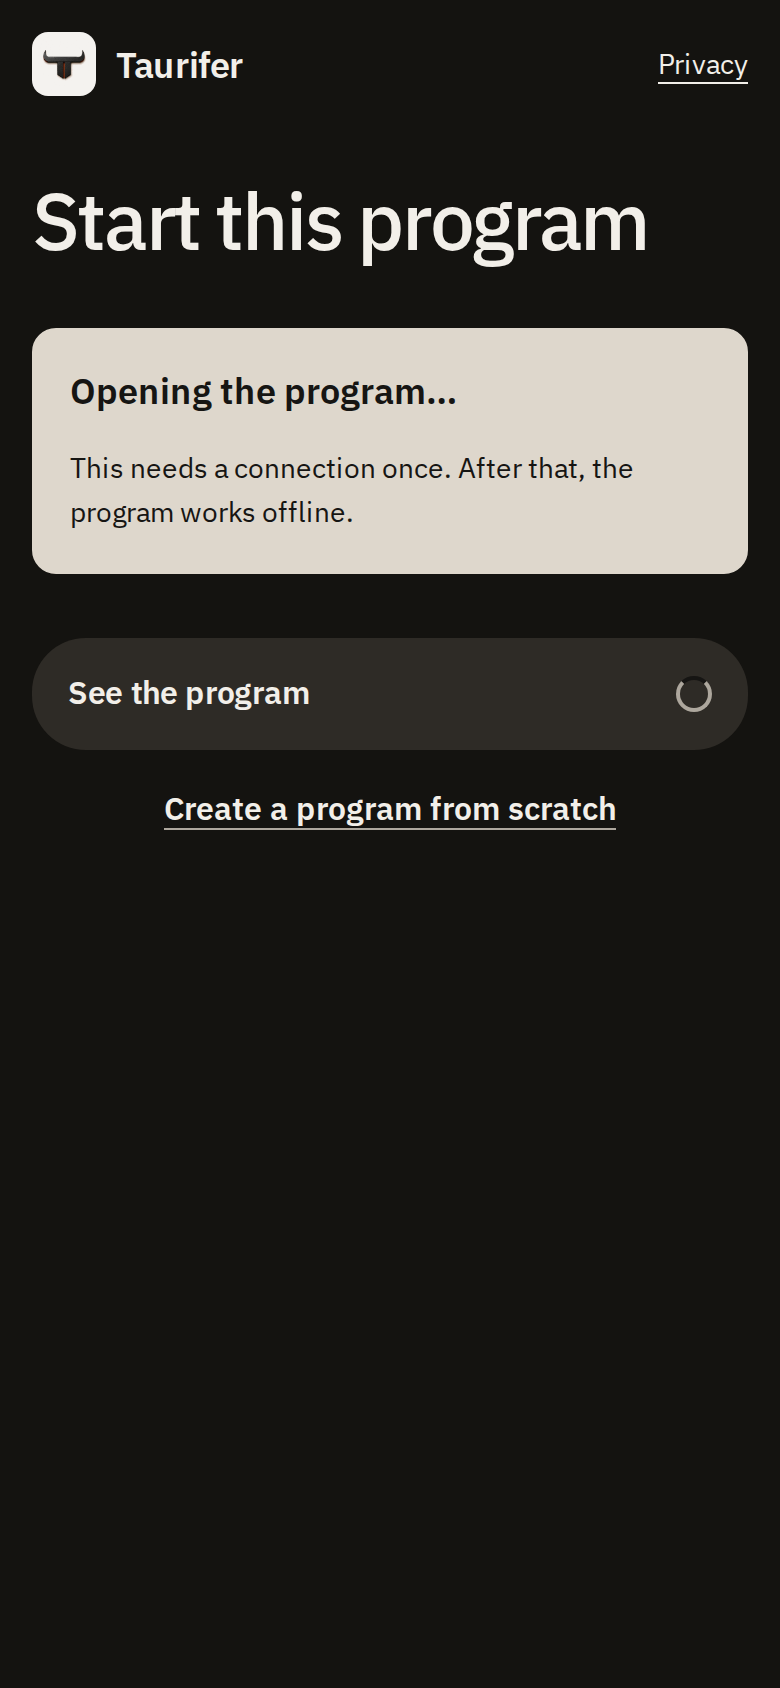 Taurifer
Privacy
Start this program
Opening the program...
This needs a connection once. After that, the
program works offline.
See the program
Create a program from scratch